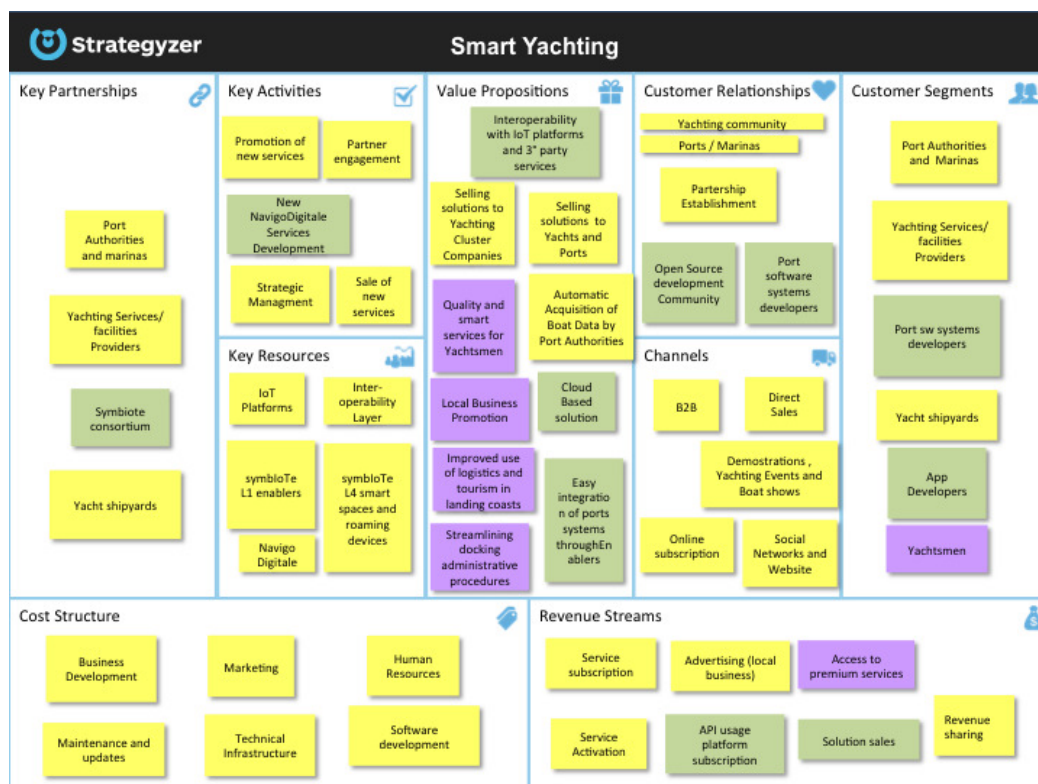 Strategyzer
Smart Yachting
Key Partnerships
Port
Authorities
and marinas
Yachting Serivces/
facilities
Providers
Symbiote
consortium
Yacht shipyards
Key Activities
Promotion of
new services
Partner
engagement
New
NavigoDigitale
Services
Development
Strategic
Managment
Sale of
new
services
Key Resources
IoT
Platforms
Inter-
operability
Layer
symbIoTe
L1 enablers
symbIoTe
L4 smart
spaces and
roaming
devices
Navigo
Digitale
Value Propositions
Interoperability
with IoT platforms
and 3° party
services
Selling
solutions to
Yachting
Cluster
Companies
Selling
solutions to
Yachts and
Ports
Quality and
smart
services for
Yachtsmen
Automatic
Acquisition of
Boat Data by
Port Authorities
Local Business
Promotion
Cloud
Based
solution
Improved use
of logistics and
tourism in
landing coasts
Easy
integratio
n of ports
systems
throughEn
ablers
Streamlining
docking
administrative
procedures
Customer Relationships
Yachting community
Ports / Marinas
Partership
Establishment
Open Source
development
Community
Port
software
systems
developers
Channels
B2B
Direct
Sales
Demostrations ,
Yachting Events and
Boat shows
Online
subscription
Social
Networks and
Website
Customer Segments
Port Authorities
and Marinas
Yachting Services/
facilities
Providers
Port sw systems
developers
Yacht shipyards
App
Developers
Yachtsmen
Cost Structure
Business
Development
Marketing
Human
Resources
Maintenance and
updates
Technical
Infrastructure
Software
development
Revenue Streams
Service
subscription
Advertising (local
business)
Access to
premium services
Service
Activation
API usage
platform
subscription
Solution sales
Revenue
sharing